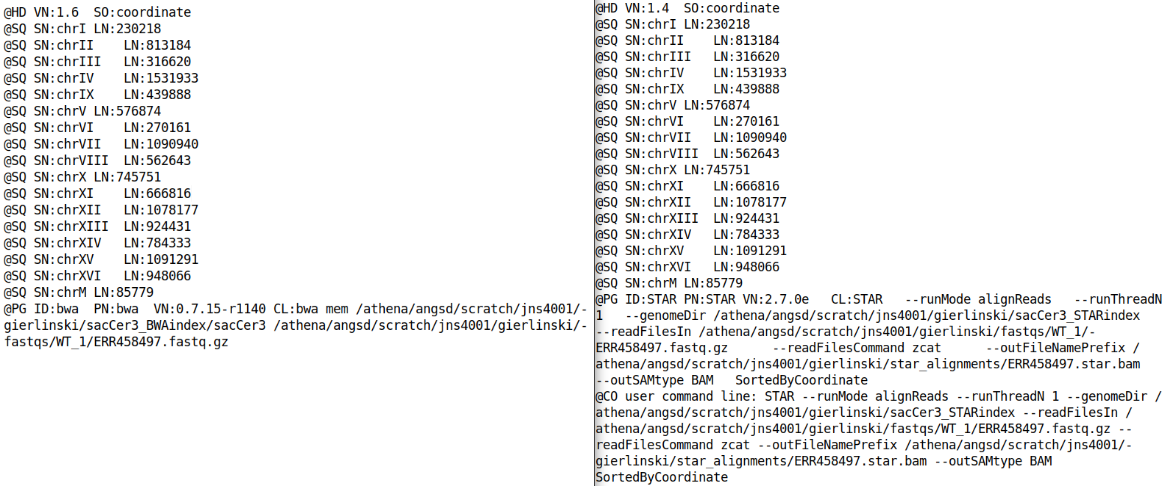 @HD VN:1.6  SO:coordinate
@SQ SN:chrI LN:230218
@SQ SN:chrII    LN:813184
@SQ SN:chrIII   LN:316620
@SQ SN:chrIV    LN:1531933
@SQ SN:chrIX    LN:439888
@SQ SN:chrV LN:576874
@SQ SN:chrVI    LN:270161
@SQ SN:chrVII   LN:1090940
@SQ SN:chrVIII  LN:562643
@SQ SN:chrX LN:745751
@SQ SN:chrXI    LN:666816
@SQ SN:chrXII   LN:1078177
@SQ SN:chrXIII  LN:924431
@SQ SN:chrXIV   LN:784333
@SQ SN:chrXV    LN:1091291
@SQ SN:chrXVI   LN:948066
@SQ SN:chrM LN:85779
@PG ID:bwa  PN:bwa  VN:0.7.15-r1140 CL:bwa mem /athena/angsd/scratch/jns4001/-
gierlinski/sacCer3_BWAindex/sacCer3 /athena/angsd/scratch/jns4001/gierlinski/-
fastqs/WT_1/ERR458497.fastq.gz
@HD VN:1.4  SO:coordinate
@SQ SN:chrI LN:230218
@SQ SN:chrII    LN:813184
@SQ SN:chrIII   LN:316620
@SQ SN:chrIV    LN:1531933
@SQ SN:chrIX    LN:439888
@SQ SN:chrV LN:576874
@SQ SN:chrVI    LN:270161
@SQ SN:chrVII   LN:1090940
@SQ SN:chrVIII  LN:562643
@SQ SN:chrX LN:745751
@SQ SN:chrXI    LN:666816
@SQ SN:chrXII   LN:1078177
@SQ SN:chrXIII  LN:924431
@SQ SN:chrXIV   LN:784333
@SQ SN:chrXV    LN:1091291
@SQ SN:chrXVI   LN:948066
@SQ SN:chrM LN:85779
@PG ID:STAR PN:STAR VN:2.7.0e   CL:STAR   --runMode alignReads   --runThreadN
1   --genomeDir /athena/angsd/scratch/jns4001/gierlinski/sacCer3_STARindex
--readFilesIn /athena/angsd/scratch/jns4001/gierlinski/fastqs/WT_1/-
ERR458497.fastq.gz      --readFilesCommand zcat      --outFileNamePrefix /
athena/angsd/scratch/jns4001/gierlinski/star_alignments/ERR458497.star.bam
--outSAMtype BAM   SortedByCoordinate
@CO user command line: STAR --runMode alignReads --runThreadN 1 --genomeDir /
athena/angsd/scratch/jns4001/gierlinski/sacCer3_STARindex --readFilesIn /
athena/angsd/scratch/jns4001/gierlinski/fastqs/WT_1/ERR458497.fastq.gz --
readFilesCommand zcat --outFileNamePrefix /athena/angsd/scratch/jns4001/-
gierlinski/star_alignments/ERR458497.star.bam --outSAMtype BAM
SortedByCoordinate